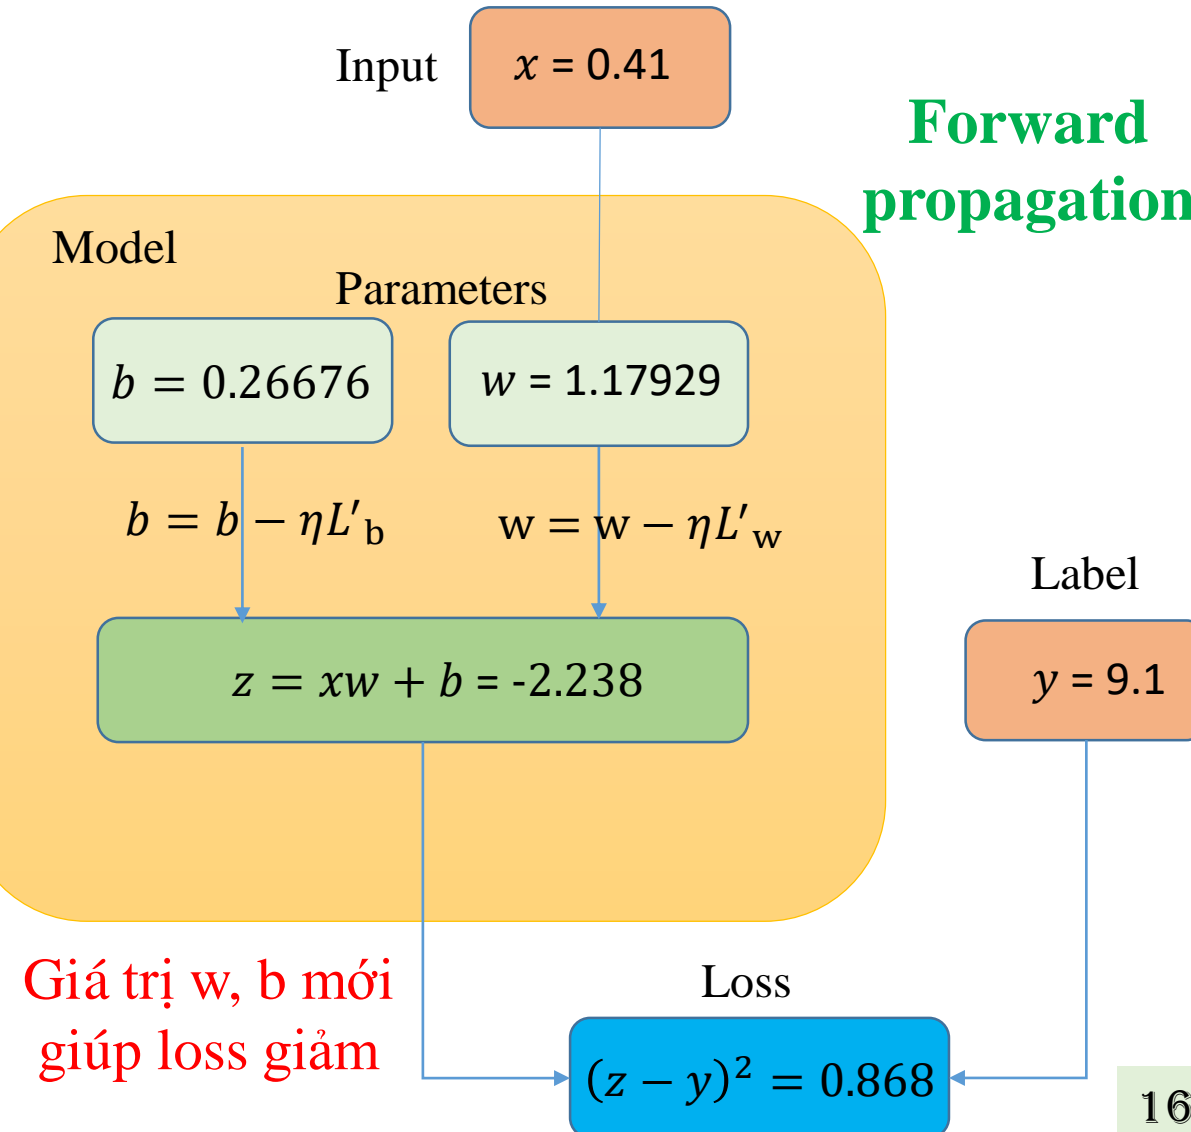 Input
x = 0.41
Forward
propagation
Model
Parameters
b = 0.26676
w = 1.17929
b = b − ηL′b
w = w − ηL′w
Label
z = xw + b = -2.238
y = 9.1
Giá trị w, b mới
giúp loss giảm
Loss
(z − y)² = 0.868
16